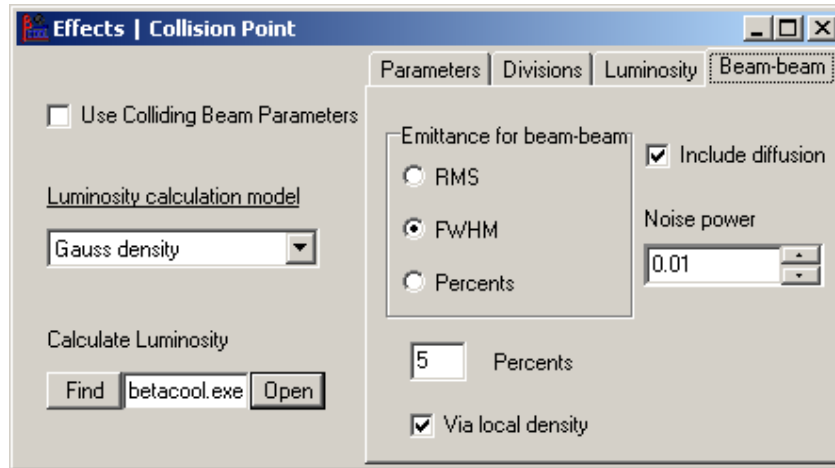 Effects | Collision Point
Parameters
Divisions
Luminosity
Beam-beam
Use Colliding Beam Parameters
Luminosity calculation model
Gauss density
Calculate Luminosity
Find
betacool.exe
Open
Emittance for beam-beam
RMS
FWHM
Percents
Include diffusion
Noise power
0.01
5 Percents
Via local density